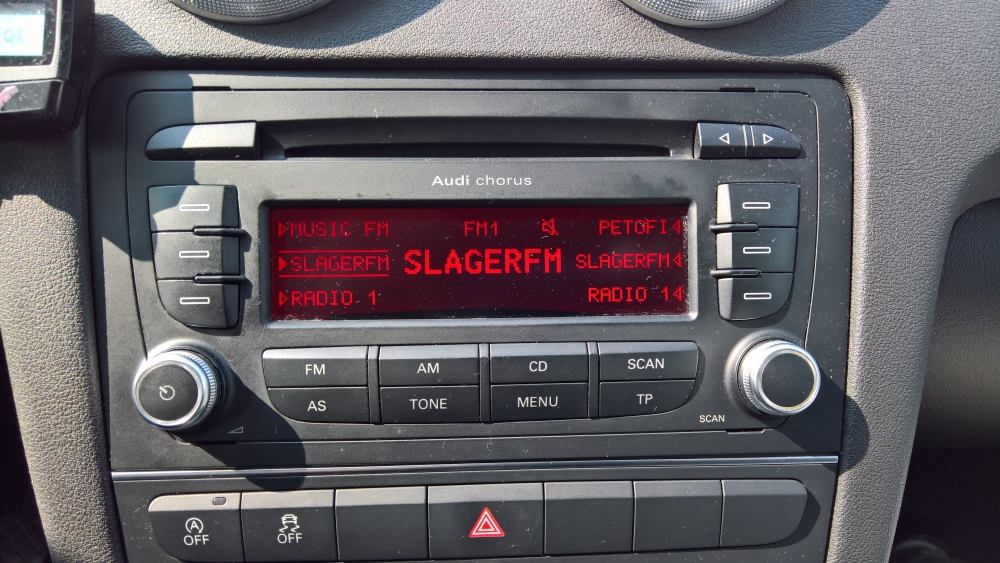 ot
Audi chorus
MUSIC FM FM1 PETOFI
SLAGERFM SLAGERFM SLAGERFM
RADIO 1 RADIO 1
FM AM CD SCAN
AS TONE MENU TP
SCAN
A OFF
OFF